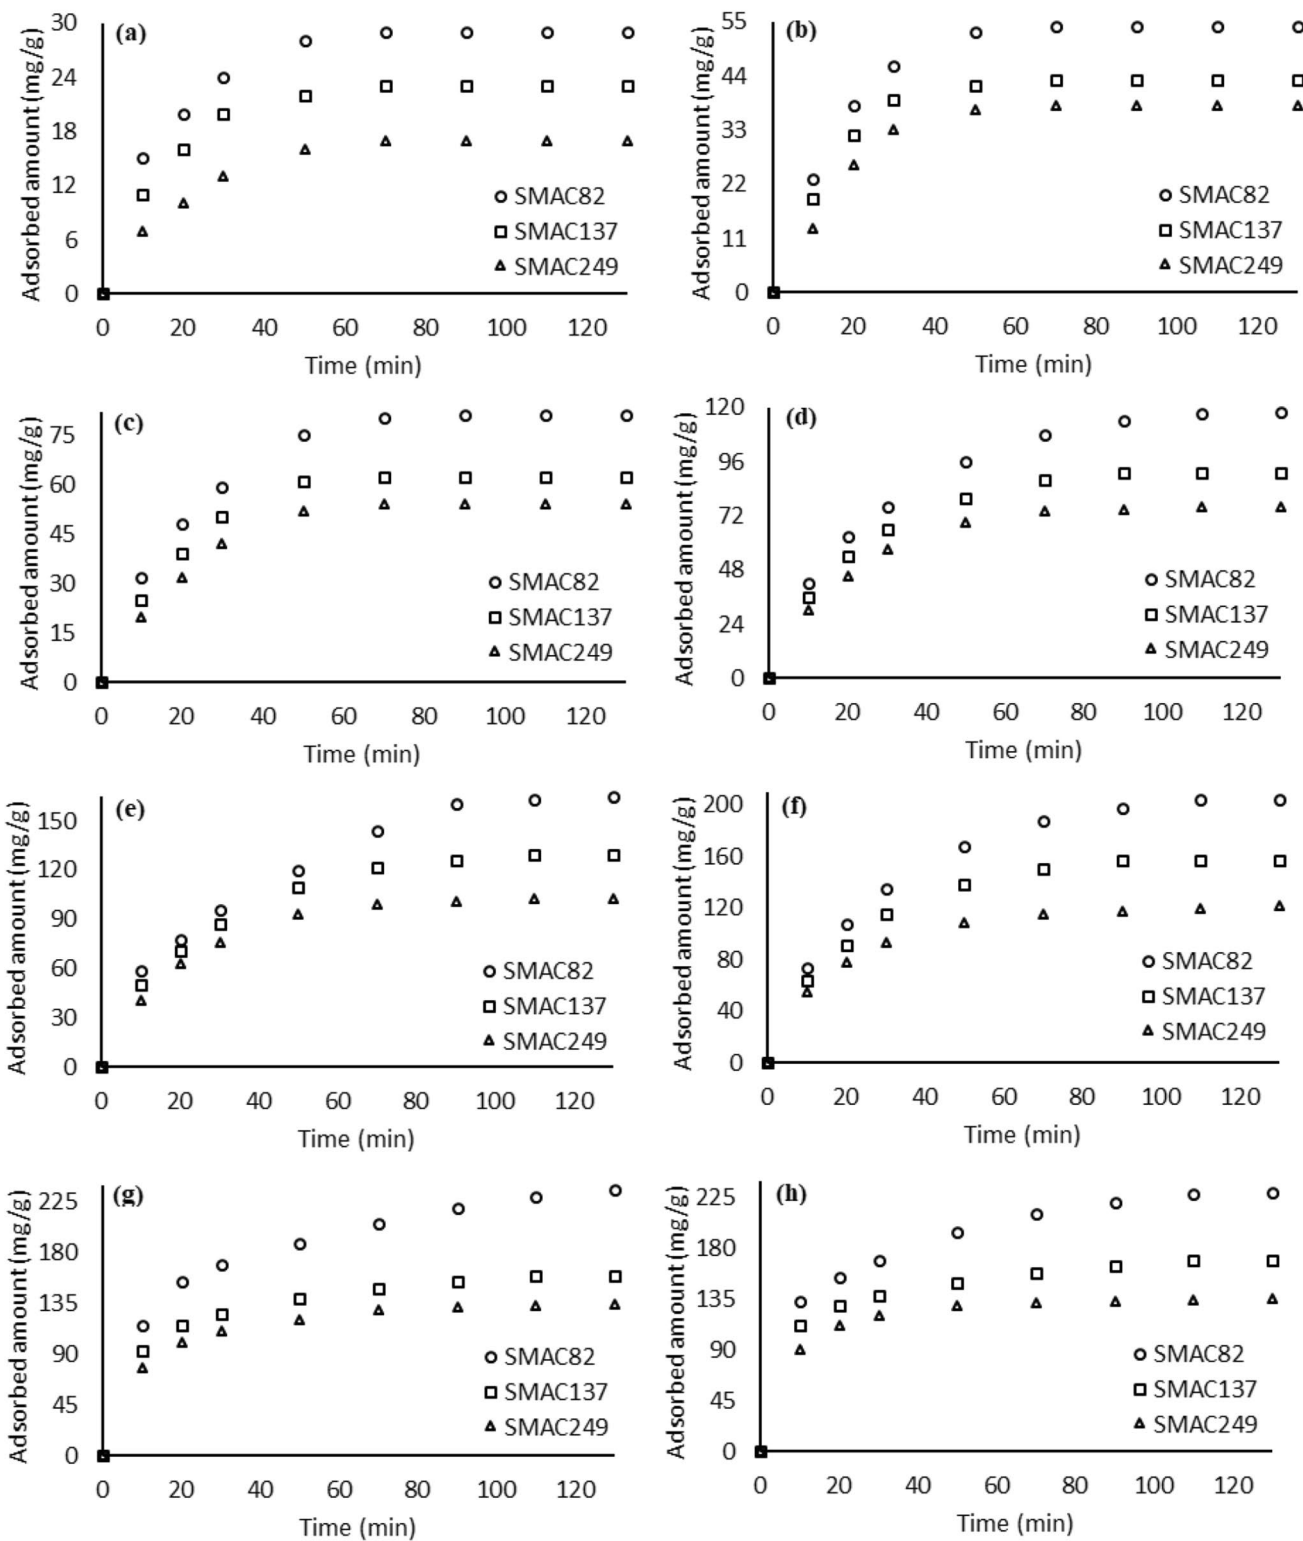 (a)
Adsorbed amount (mg/g)
30
24
18
12
6
0
SMAC82
SMAC137
SMAC249
0 20 40 60 80 100 120
Time (min)
(b)
Adsorbed amount (mg/g)
55
44
33
22
11
0
SMAC82
SMAC137
SMAC249
0 20 40 60 80 100 120
Time (min)
(c)
Adsorbed amount (mg/g)
75
60
45
30
15
0
SMAC82
SMAC137
SMAC249
0 20 40 60 80 100 120
Time (min)
(d)
Adsorbed amount (mg/g)
120
96
72
48
24
0
SMAC82
SMAC137
SMAC249
0 20 40 60 80 100 120
Time (min)
(e)
Adsorbed amount (mg/g)
150
120
90
60
30
0
SMAC82
SMAC137
SMAC249
0 20 40 60 80 100 120
Time (min)
(f)
Adsorbed amount (mg/g)
200
160
120
80
40
0
SMAC82
SMAC137
SMAC249
0 20 40 60 80 100 120
Time (min)
(g)
Adsorbed amount (mg/g)
225
180
135
90
45
0
SMAC82
SMAC137
SMAC249
0 20 40 60 80 100 120
Time (min)
(h)
Adsorbed amount (mg/g)
225
180
135
90
45
0
SMAC82
SMAC137
SMAC249
0 20 40 60 80 100 120
Time (min)